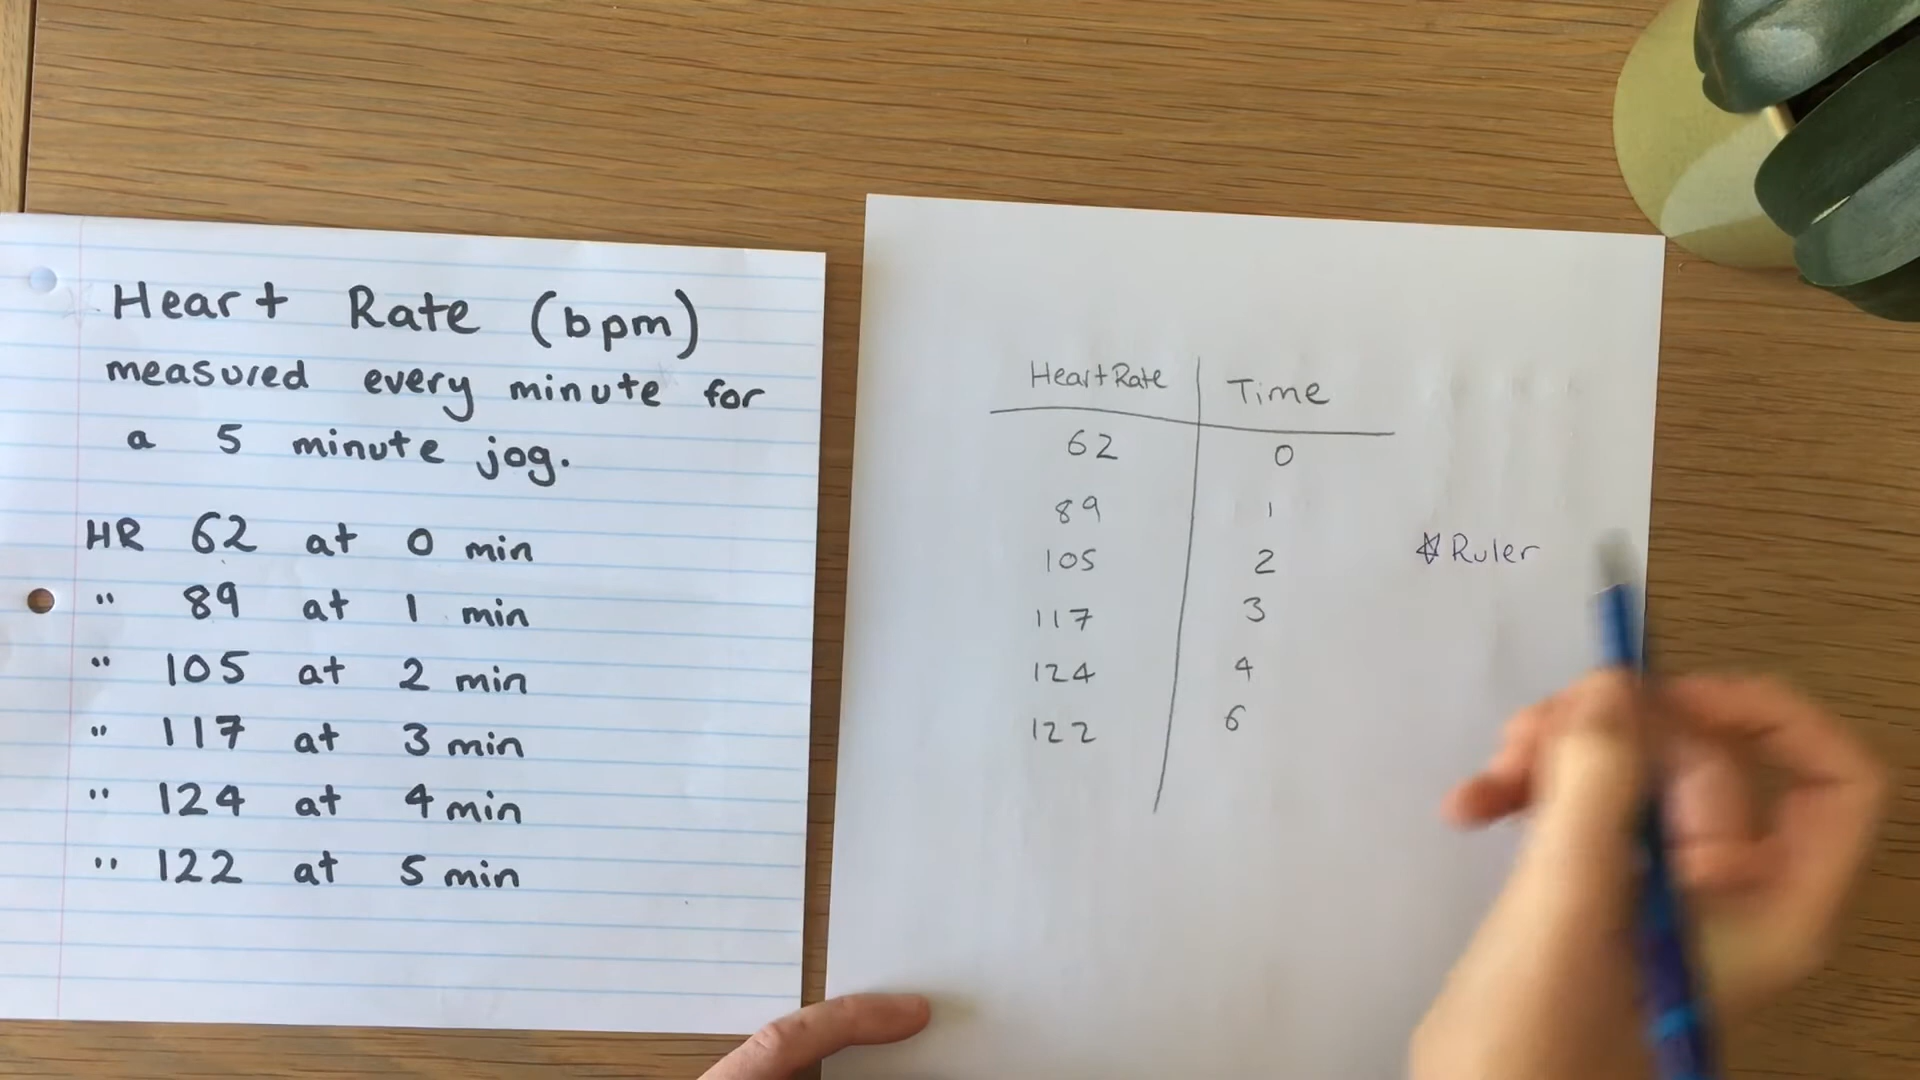 Heart Rate (bpm)
measured every minute for
a 5 minute jog.
HR 62 at 0 min
" 89 at 1 min
" 105 at 2 min
" 117 at 3 min
" 124 at 4 min
" 122 at 5 min
Heart Rate Time
62 0
89 1
105 2
117 3
124 4
122 6
☆ Ruler